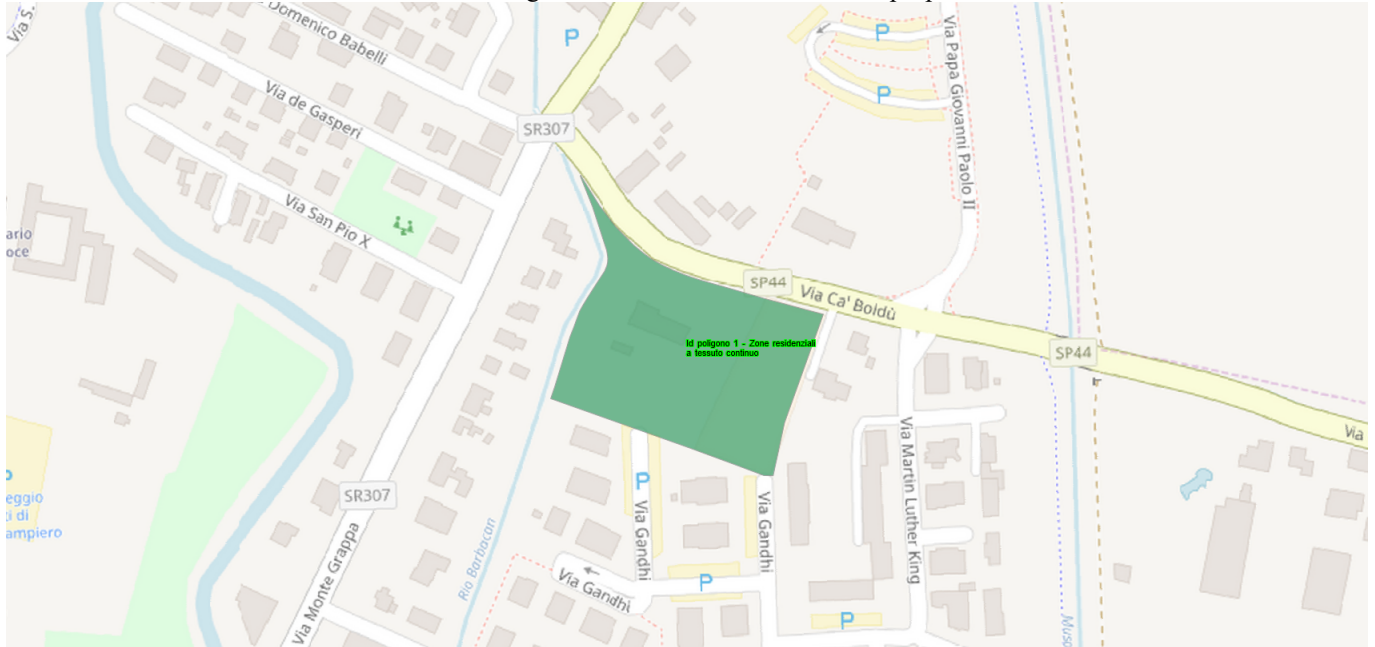 Via S.
Domenico Babelli
P
P
P
Via Papa Giovanni Paolo II
Via de Gasperi
SR307
Via San Pio X
ario
oce
SP44
Via Ca' Boldù
Id poligono 1 - Zone residenziali
a tessuto continuo
SP44
Via
Via Martin Luther King
P
eggio
ti di
ampiero
SR307
P
Via Gandhi
Via Gandhi
Rio Barbacan
Via Monte Grappa
Via Gandhi
P
P
Muso